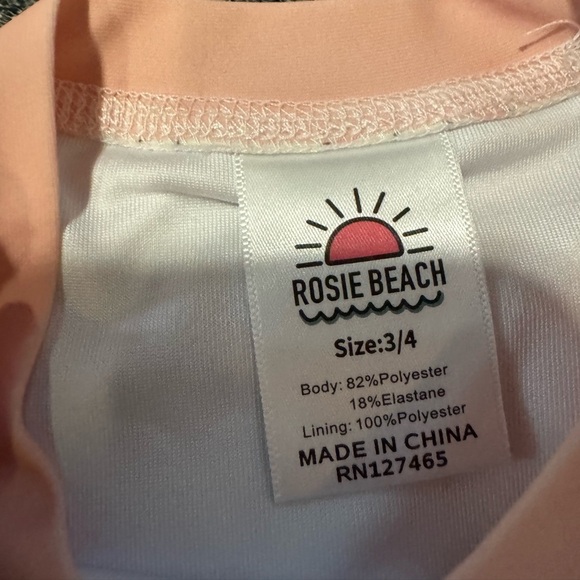 ROSIE BEACH
Size:3/4
Body: 82%Polyester
18%Elastane
Lining: 100%Polyester
MADE IN CHINA
RN127465